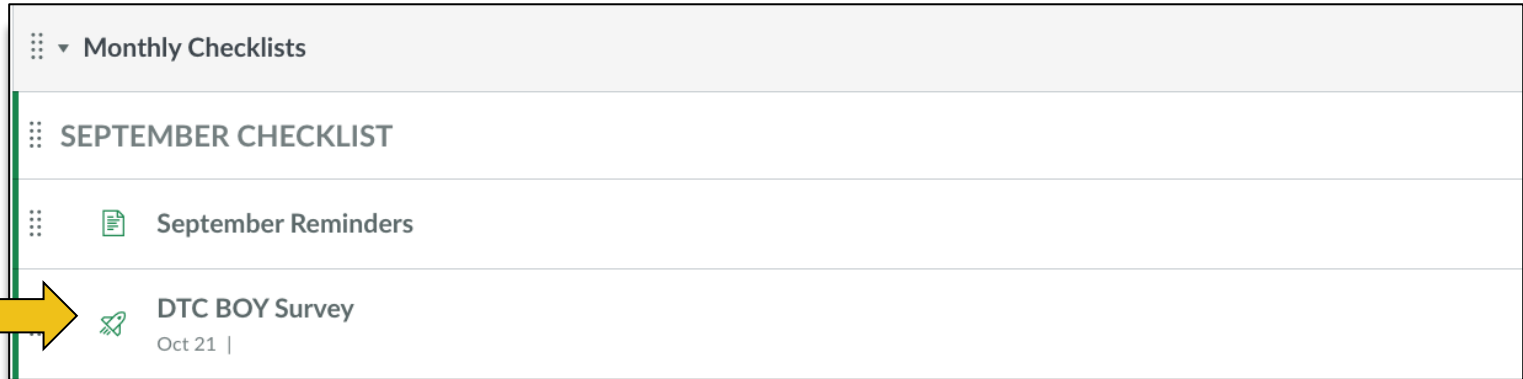 Monthly Checklists
SEPTEMBER CHECKLIST
September Reminders
DTC BOY Survey
Oct 21 |